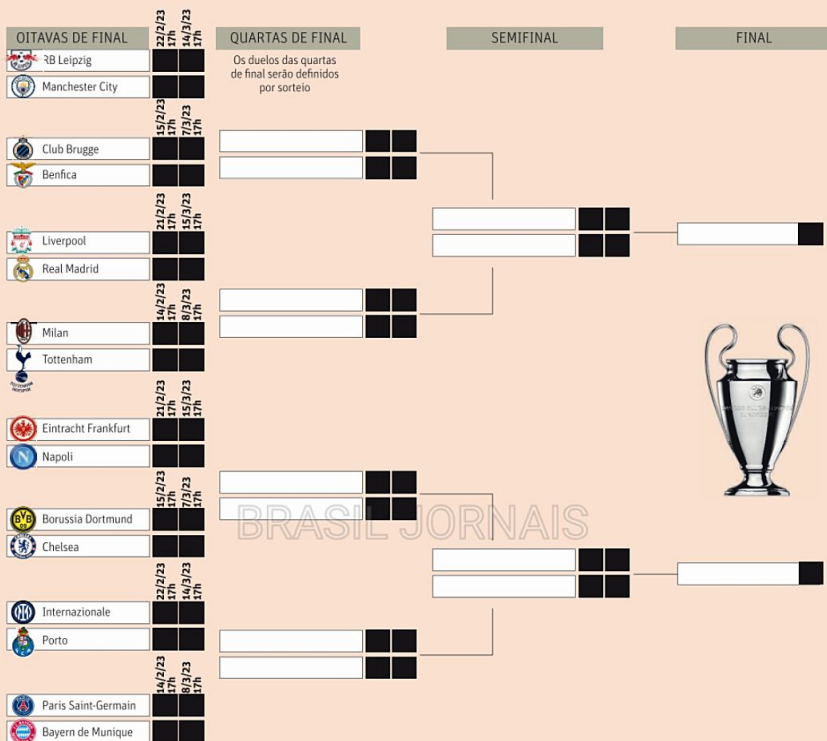 OITAVAS DE FINAL
22/2/23
17h
14/3/23
17h
QUARTAS DE FINAL
SEMIFINAL
FINAL
RB Leipzig
Manchester City
Os duelos das quartas
de final serão definidos
por sorteio
15/2/23
17h
7/3/23
17h
Club Brugge
Benfica
21/2/23
17h
15/3/23
17h
Liverpool
Real Madrid
14/2/23
17h
8/3/23
17h
Milan
Tottenham
TOTTENHAM
HOTSPUR
21/2/23
17h
15/3/23
17h
Eintracht Frankfurt
N
Napoli
15/2/23
17h
7/3/23
17h
BVB
09
Borussia Dortmund
Chelsea
BRASIL JORNAIS
22/2/23
17h
14/3/23
17h
Internazionale
Porto
14/2/23
17h
8/3/23
17h
Paris Saint-Germain
Bayern de Munique